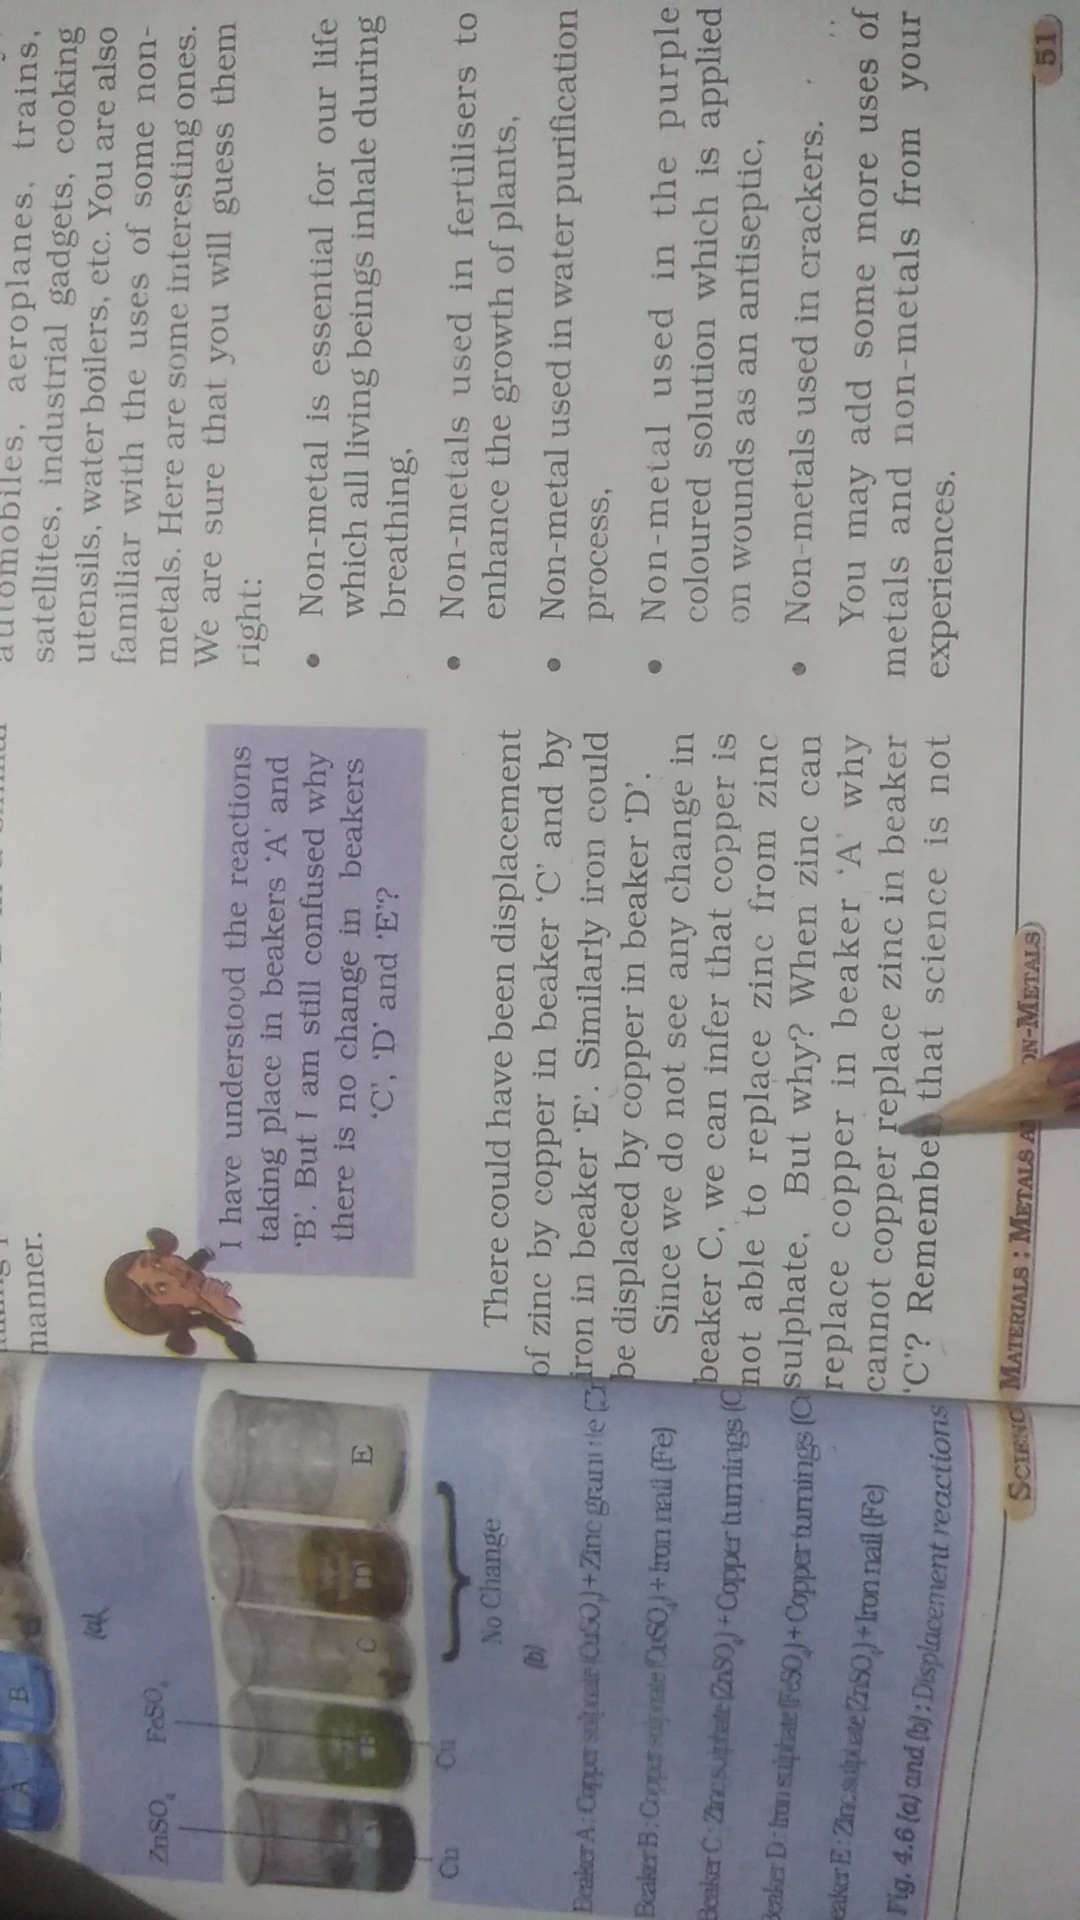 manner.
I have understood the reactions
taking place in beakers ‘A’ and
‘B’. But I am still confused why
there is no change in beakers
‘C’, ‘D’ and ‘E’?
There could have been displacement
of zinc by copper in beaker ‘C’ and by
iron in beaker ‘E’. Similarly iron could
be displaced by copper in beaker ‘D’.
Since we do not see any change in
beaker C, we can infer that copper is
not able to replace zinc from zinc
sulphate. But why? When zinc can
replace copper in beaker ‘A’ why
cannot copper replace zinc in beaker
‘C’? Remember that science is not
automobiles, aeroplanes, trains,
satellites, industrial gadgets, cooking
utensils, water boilers, etc. You are also
familiar with the uses of some non-
metals. Here are some interesting ones.
We are sure that you will guess them
right:
• Non-metal is essential for our life
which all living beings inhale during
breathing,
• Non-metals used in fertilisers to
enhance the growth of plants,
• Non-metal used in water purification
process,
• Non-metal used in the purple
coloured solution which is applied
on wounds as an antiseptic,
• Non-metals used in crackers.
You may add some more uses of
metals and non-metals from your
experiences.
A B
(a)
ZnSO₄ FeSO₄
A B C D E
Cu Cu No Change
(b)
Beaker A : Copper sulphate (CuSO₄) + Zinc granule (Zn
Beaker B : Copper sulphate (CuSO₄) + Iron nail (Fe)
Beaker C : Zinc sulphate (ZnSO₄) + Copper turnings (C
Beaker D : Iron sulphate (FeSO₄) + Copper turnings (Cu
eaker E : Zinc sulphate (ZnSO₄) + Iron nail (Fe)
Fig. 4.6 (a) and (b) : Displacement reactions
SCIENC
MATERIALS : METALS A ON-METALS
51